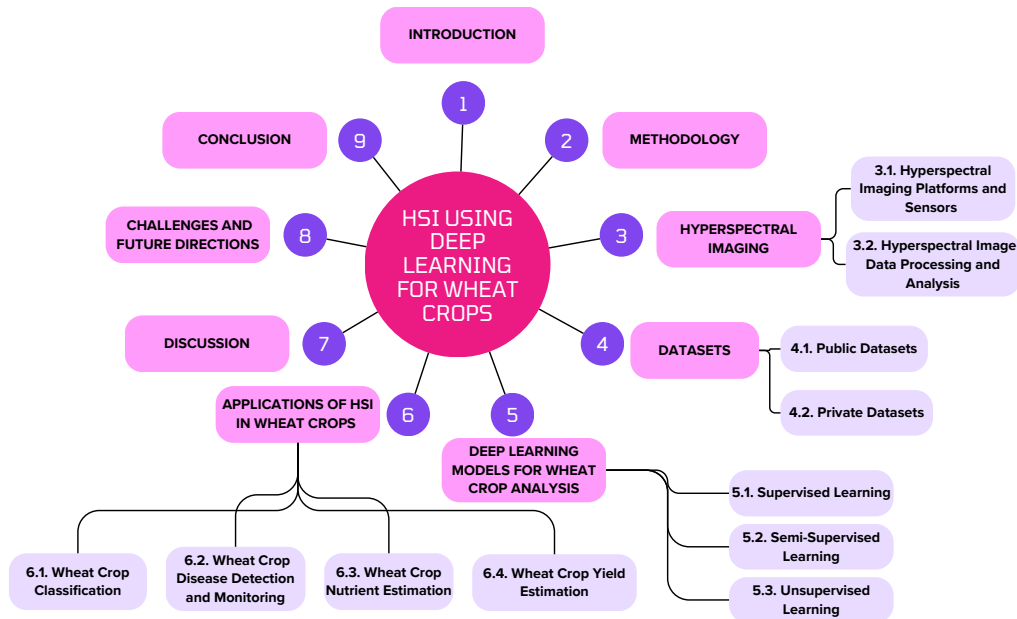 HSI USING
DEEP
LEARNING
FOR WHEAT
CROPS
1
INTRODUCTION
2
METHODOLOGY
3
HYPERSPECTRAL
IMAGING
3.1. Hyperspectral
Imaging Platforms and
Sensors
3.2. Hyperspectral Image
Data Processing and
Analysis
4
DATASETS
4.1. Public Datasets
4.2. Private Datasets
5
DEEP LEARNING
MODELS FOR WHEAT
CROP ANALYSIS
5.1. Supervised Learning
5.2. Semi-Supervised
Learning
5.3. Unsupervised
Learning
6
APPLICATIONS OF HSI
IN WHEAT CROPS
6.1. Wheat Crop
Classification
6.2. Wheat Crop
Disease Detection
and Monitoring
6.3. Wheat Crop
Nutrient Estimation
6.4. Wheat Crop Yield
Estimation
7
DISCUSSION
8
CHALLENGES AND
FUTURE DIRECTIONS
9
CONCLUSION